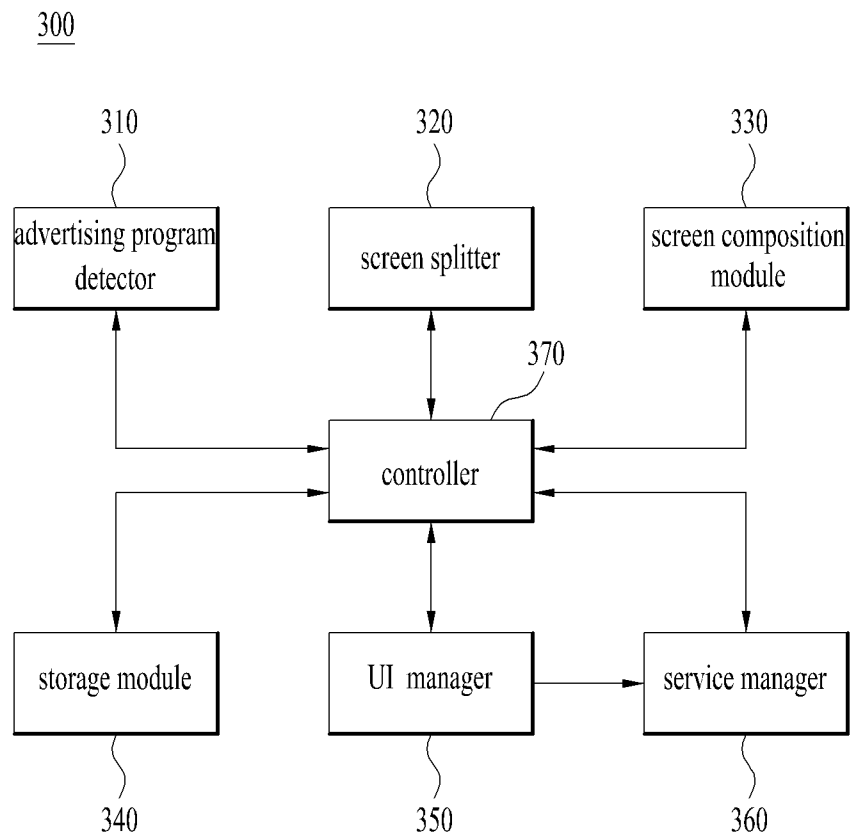 300
310
320
330
advertising program
detector
screen splitter
screen composition
module
370
controller
storage module
UI manager
service manager
340
350
360